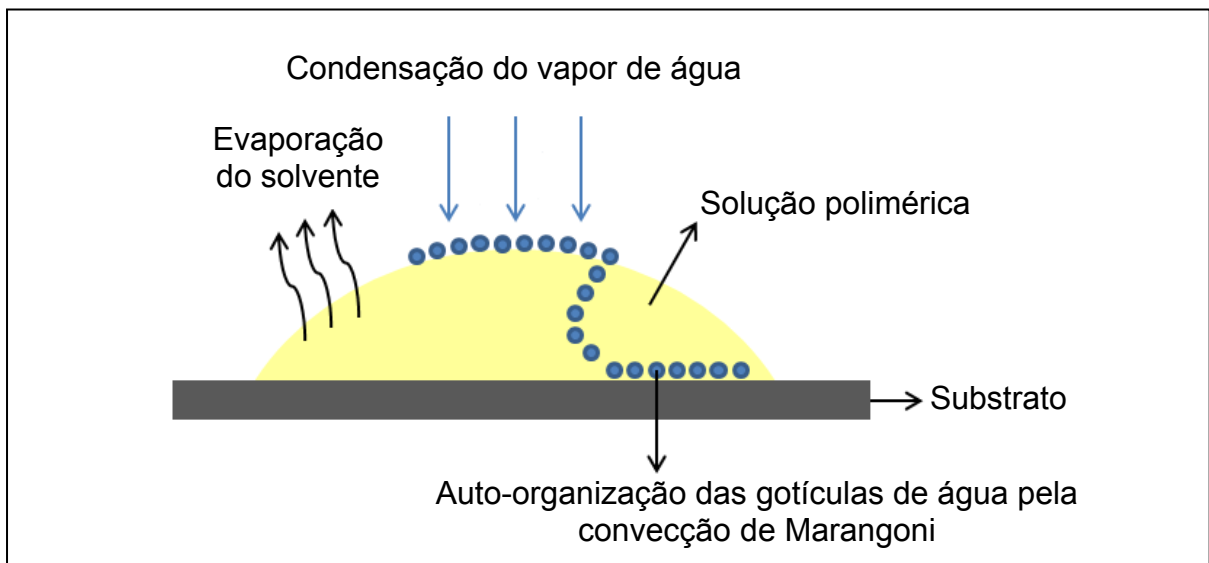 Condensação do vapor de água
Evaporação
do solvente
Solução polimérica
Substrato
Auto-organização das gotículas de água pela
convecção de Marangoni